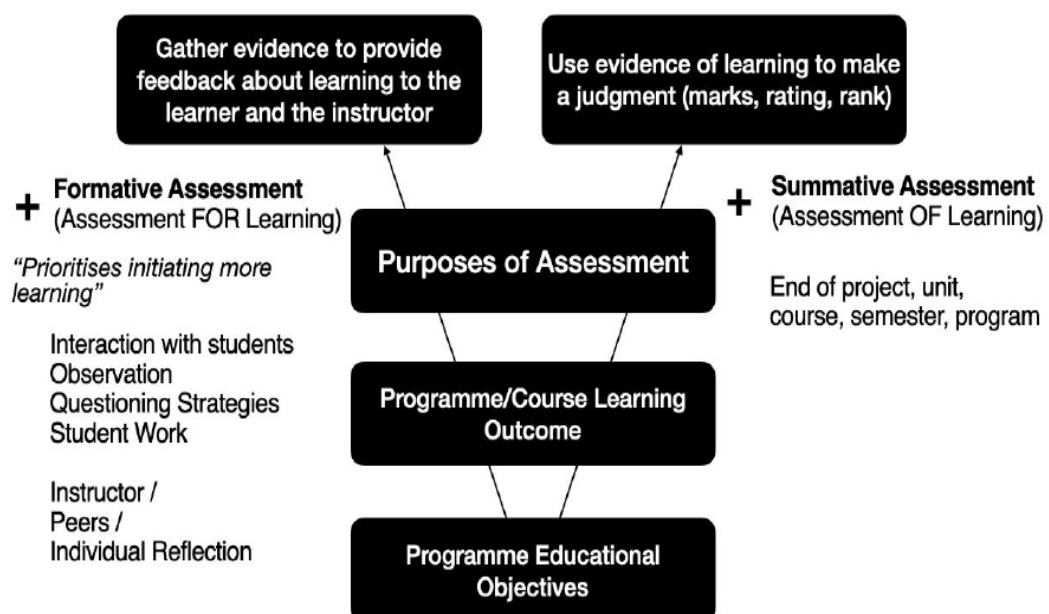 Gather evidence to provide
feedback about learning to the
learner and the instructor
Use evidence of learning to make
a judgment (marks, rating, rank)
+ Formative Assessment
(Assessment FOR Learning)
“Prioritises initiating more
learning”
Interaction with students
Observation
Questioning Strategies
Student Work
Instructor /
Peers /
Individual Reflection
Purposes of Assessment
Programme/Course Learning
Outcome
Programme Educational
Objectives
+ Summative Assessment
(Assessment OF Learning)
End of project, unit,
course, semester, program